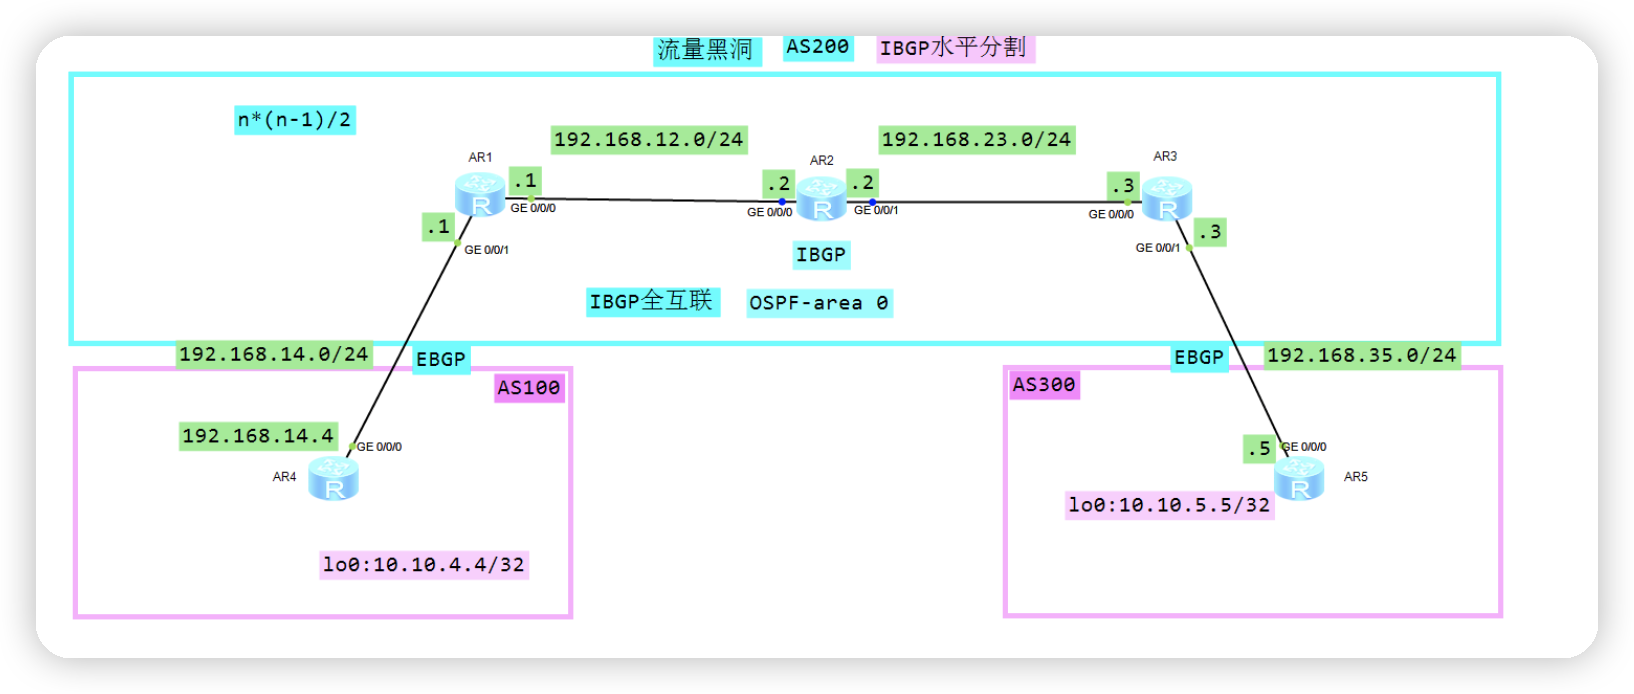 流量黑洞
AS200
IBGP水平分割
n*(n-1)/2
192.168.12.0/24
192.168.23.0/24
AR1
AR2
AR3
.1
.2
.2
.3
GE 0/0/0
GE 0/0/0
GE 0/0/1
GE 0/0/0
R
R
R
.1
.3
GE 0/0/1
GE 0/0/1
IBGP
IBGP全互联
OSPF-area 0
192.168.14.0/24
EBGP
EBGP
192.168.35.0/24
AS100
AS300
192.168.14.4
GE 0/0/0
.5
GE 0/0/0
AR4
R
R
AR5
lo0:10.10.5.5/32
lo0:10.10.4.4/32